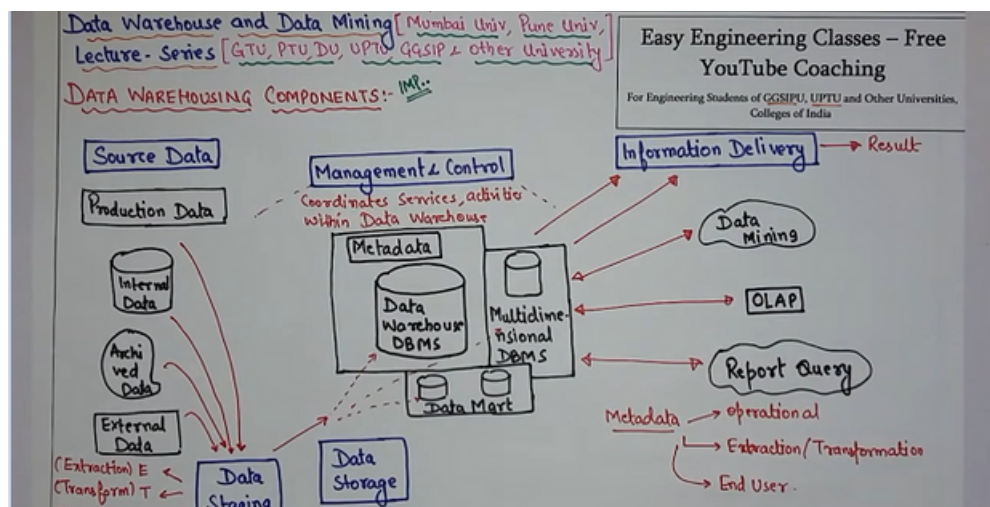 Data Warehouse and Data Mining [Mumbai Univ, Pune Univ,
Lecture-Series [GTU, PTU, DU, UPTU, GGSIP & other University]
DATA WAREHOUSING COMPONENTS:- IMP..
Easy Engineering Classes – Free
YouTube Coaching
For Engineering Students of GGSIPU, UPTU and Other Universities,
Colleges of India
Source Data
Production Data
Internal
Data
Archi
ved
Data
External
Data
(Extraction) E
(Transform) T
Data
Staging
Management & Control
Coordinates Services, activities
within Data Warehouse
Metadata
Data
Warehouse
DBMS
Multidime-
nsional
DBMS
Data Mart
Data
Storage
Information Delivery
Result
Data
Mining
OLAP
Report Query
Metadata
operational
Extraction/Transformation
End User.